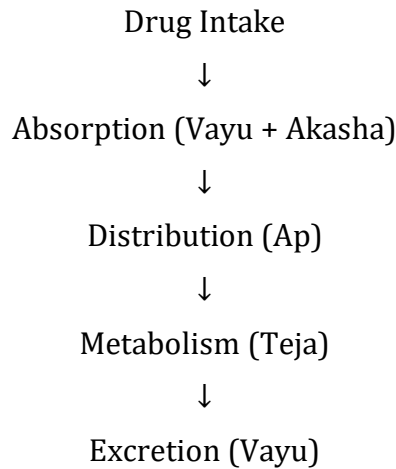 Drug Intake
↓
Absorption (Vayu + Akasha)
↓
Distribution (Ap)
↓
Metabolism (Teja)
↓
Excretion (Vayu)